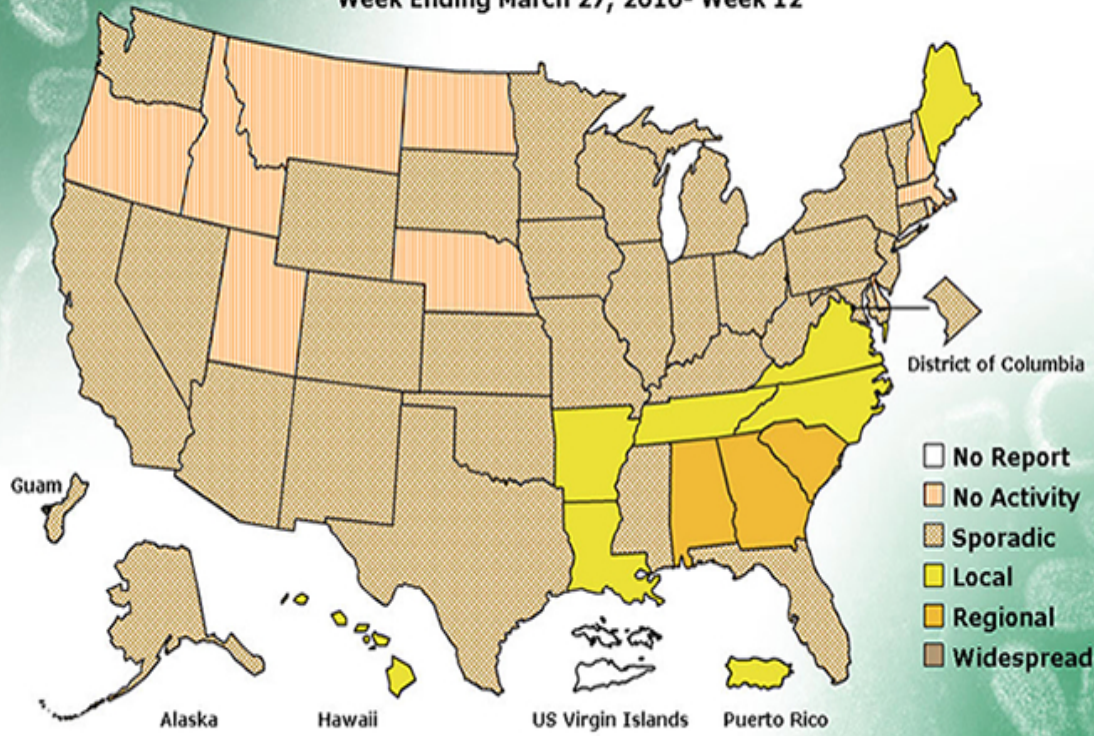 Week Ending March 27, 2010- Week 12
District of Columbia
No Report
Guam
No Activity
Sporadic
Local
Regional
Widespread
Alaska
Hawaii
US Virgin Islands
Puerto Rico